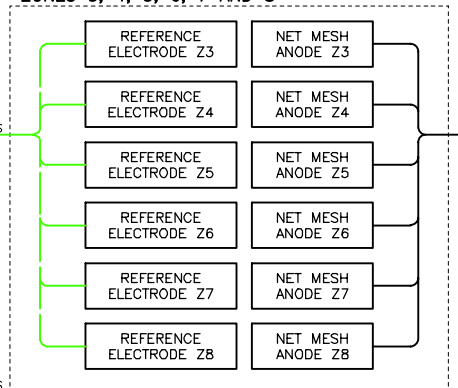 REFERENCE
ELECTRODE Z3
NET MESH
ANODE Z3
REFERENCE
ELECTRODE Z4
NET MESH
ANODE Z4
REFERENCE
ELECTRODE Z5
NET MESH
ANODE Z5
REFERENCE
ELECTRODE Z6
NET MESH
ANODE Z6
REFERENCE
ELECTRODE Z7
NET MESH
ANODE Z7
REFERENCE
ELECTRODE Z8
NET MESH
ANODE Z8